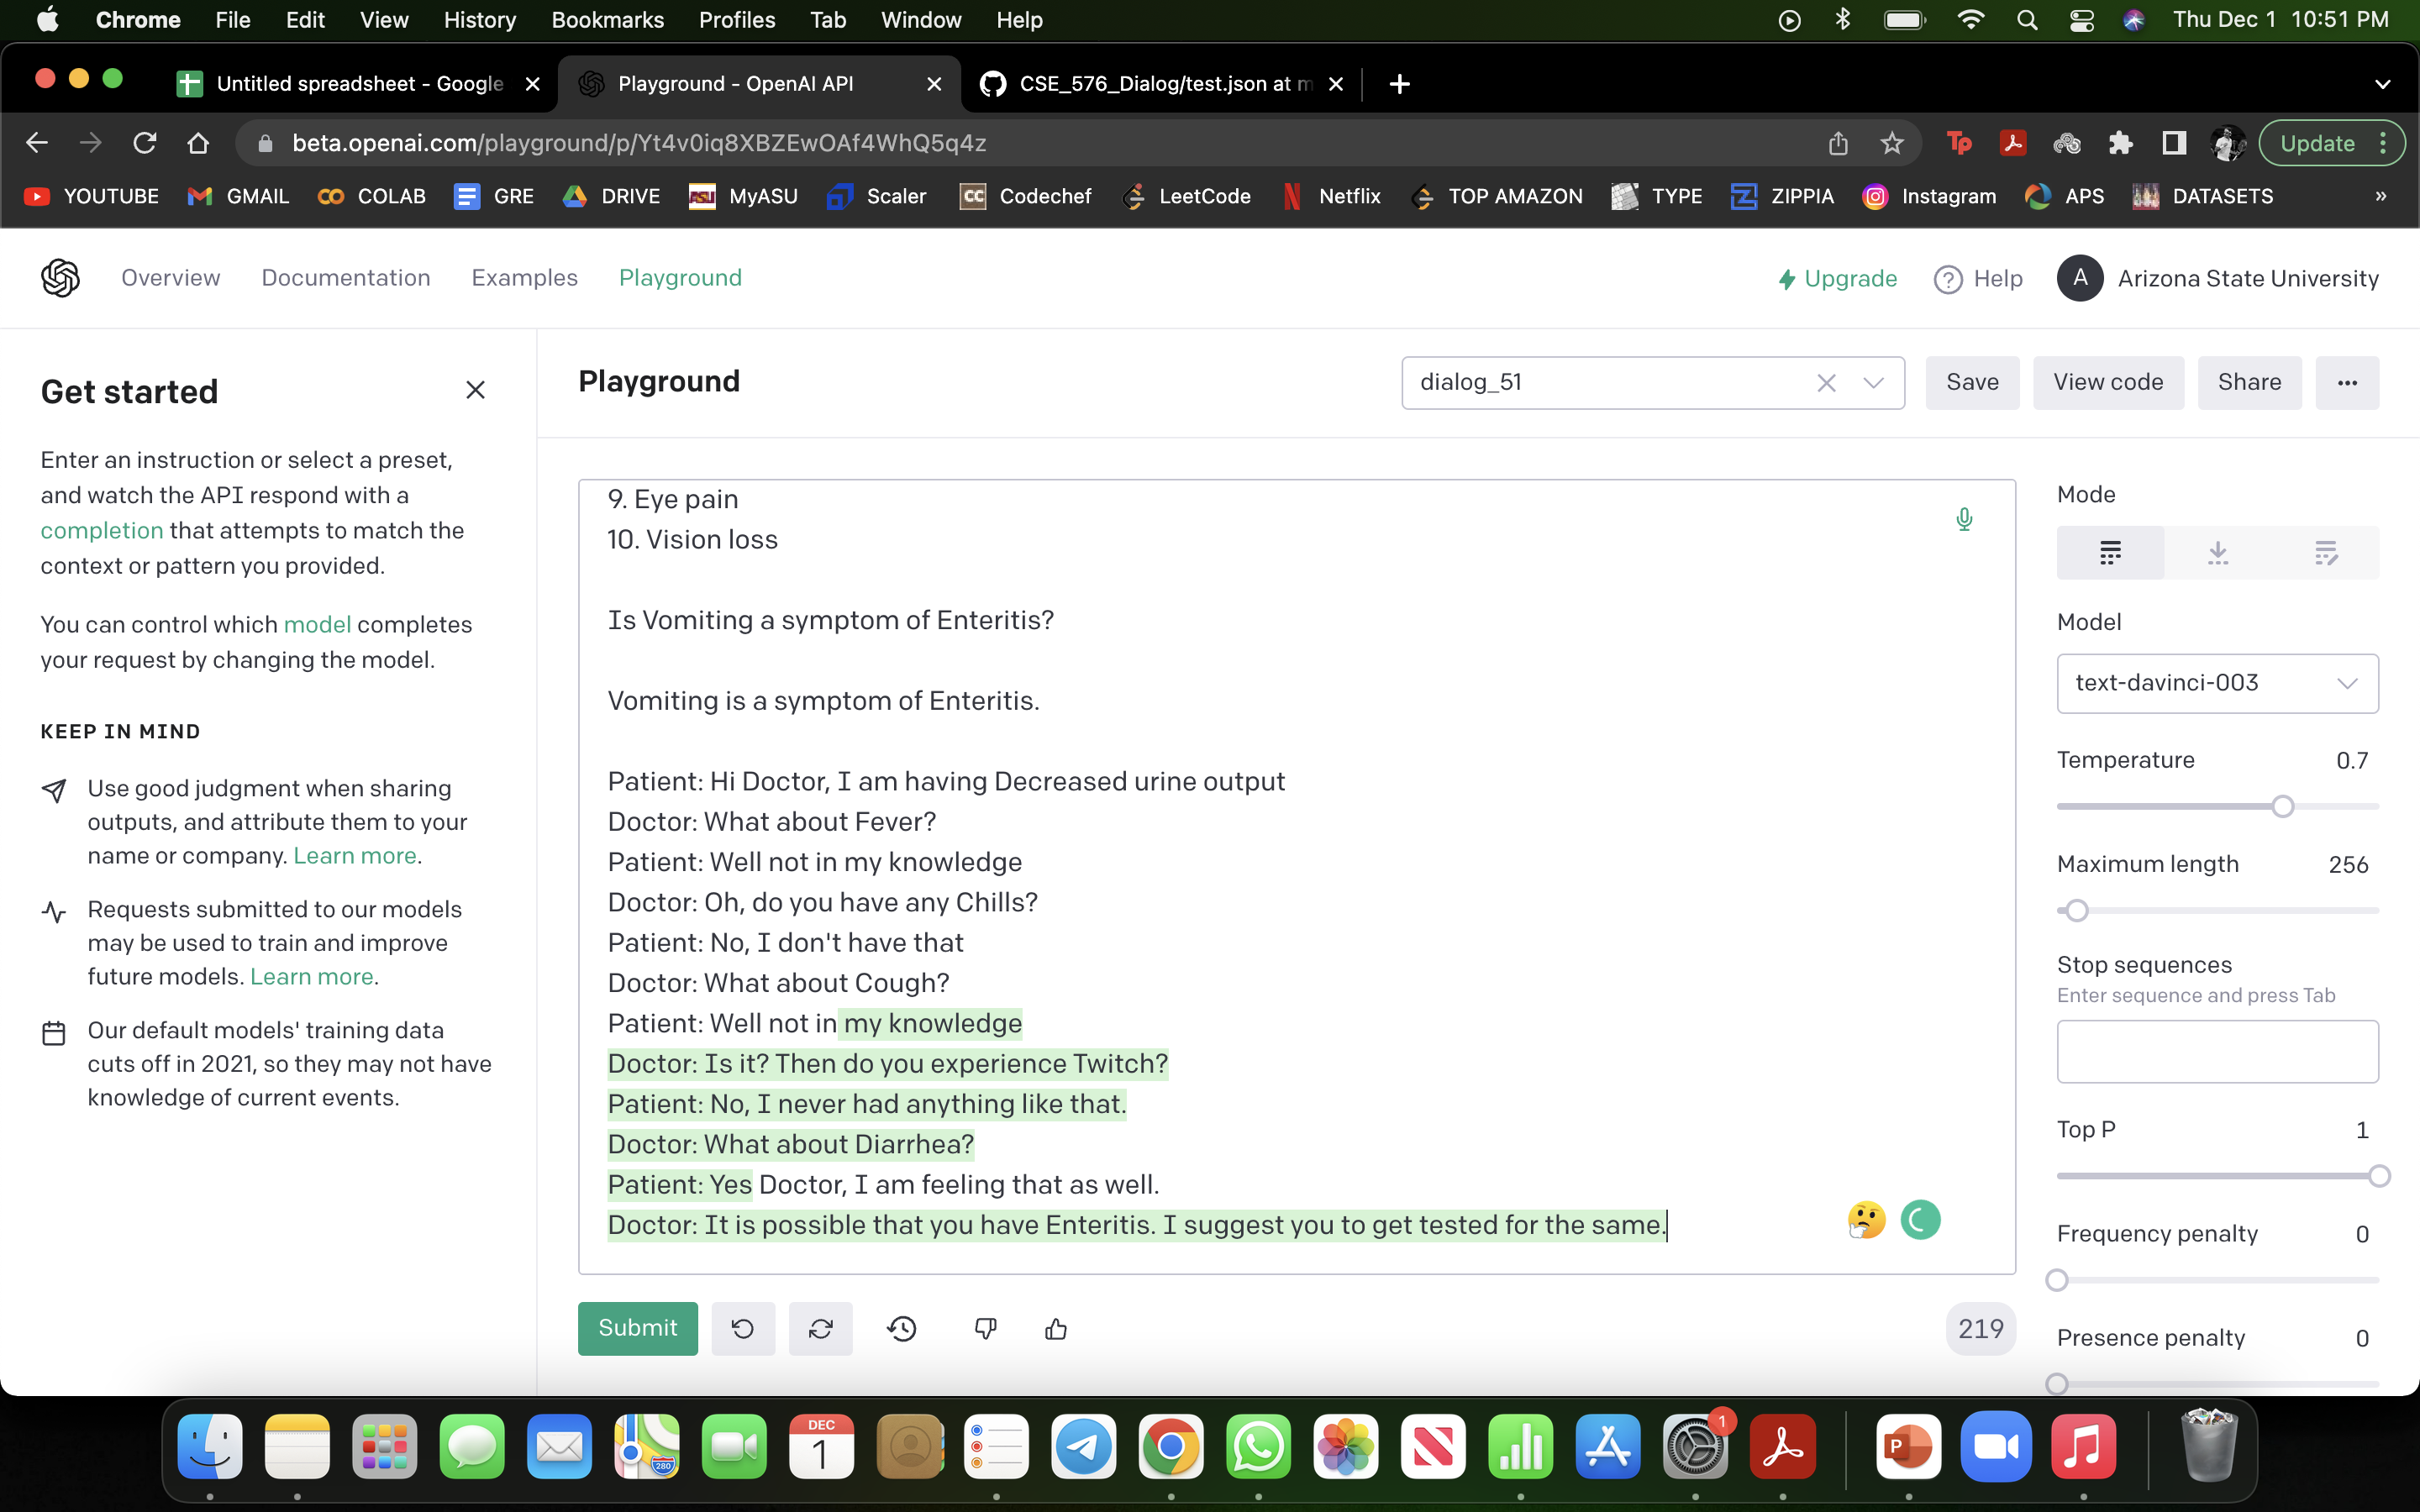 Chrome File Edit View History Bookmarks Profiles Tab Window Help Thu Dec 1 10:51 PM
Untitled spreadsheet - Google Playground - OpenAI API CSE_576_Dialog/test.json at m
beta.openai.com/playground/p/Yt4v0iq8XBZEwOAf4WhQ5q4z Update
YOUTUBE GMAIL COLAB GRE DRIVE MyASU Scaler Codechef LeetCode Netflix TOP AMAZON TYPE ZIPPIA Instagram APS DATASETS »
Overview Documentation Examples Playground Upgrade Help A Arizona State University
Get started
Enter an instruction or select a preset,
and watch the API respond with a
completion that attempts to match the
context or pattern you provided.
You can control which model completes
your request by changing the model.
KEEP IN MIND
Use good judgment when sharing
outputs, and attribute them to your
name or company. Learn more.
Requests submitted to our models
may be used to train and improve
future models. Learn more.
Our default models' training data
cuts off in 2021, so they may not have
knowledge of current events.
Playground dialog_51 Save View code Share ...
9. Eye pain
10. Vision loss
Is Vomiting a symptom of Enteritis?
Vomiting is a symptom of Enteritis.
Patient: Hi Doctor, I am having Decreased urine output
Doctor: What about Fever?
Patient: Well not in my knowledge
Doctor: Oh, do you have any Chills?
Patient: No, I don't have that
Doctor: What about Cough?
Patient: Well not in my knowledge
Doctor: Is it? Then do you experience Twitch?
Patient: No, I never had anything like that.
Doctor: What about Diarrhea?
Patient: Yes Doctor, I am feeling that as well.
Doctor: It is possible that you have Enteritis. I suggest you to get tested for the same.
Submit 219
Mode
Model
text-davinci-003
Temperature 0.7
Maximum length 256
Stop sequences
Enter sequence and press Tab
Top P 1
Frequency penalty 0
Presence penalty 0
DEC
1
280
1
P